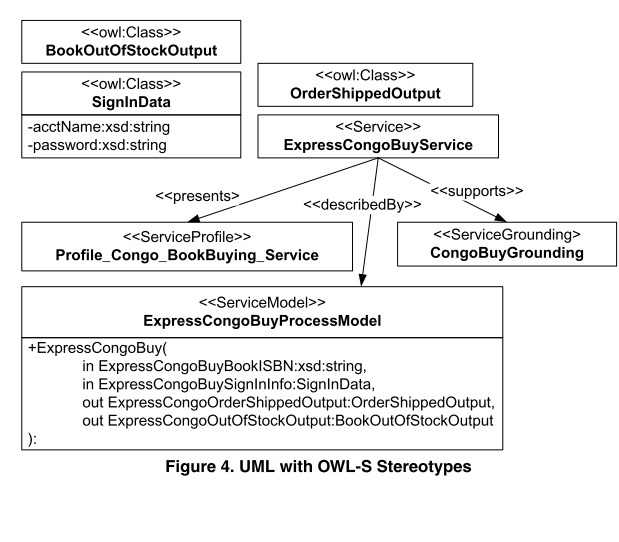 <<owl:Class>>
BookOutOfStockOutput
<<owl:Class>>
SignInData
-acctName:xsd:string
-password:xsd:string
<<owl:Class>>
OrderShippedOutput
<<Service>>
ExpressCongoBuyService
<<presents>
<<describedBy>>
<<supports>>
<<ServiceProfile>>
Profile_Congo_BookBuying_Service
<<ServiceGrounding>
CongoBuyGrounding
<<ServiceModel>>
ExpressCongoBuyProcessModel
+ExpressCongoBuy(
in ExpressCongoBuyBookISBN:xsd:string,
in ExpressCongoBuySignInInfo:SignInData,
out ExpressCongoOrderShippedOutput:OrderShippedOutput,
out ExpressCongoOutOfStockOutput:BookOutOfStockOutput
):
Figure 4. UML with OWL-S Stereotypes